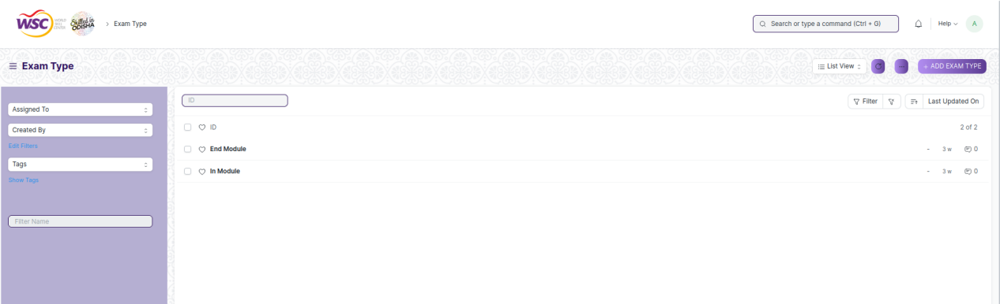 WSC WORLD SKILL CENTER Skilled in ODISHA > Exam Type
Search or type a command (Ctrl + G)
Help
A
Exam Type
List View
+ ADD EXAM TYPE
Assigned To
Created By
Edit Filters
Tags
Show Tags
Filter Name
ID
Filter
Last Updated On
ID 2 of 2
End Module - 3 w 0
In Module - 3 w 0